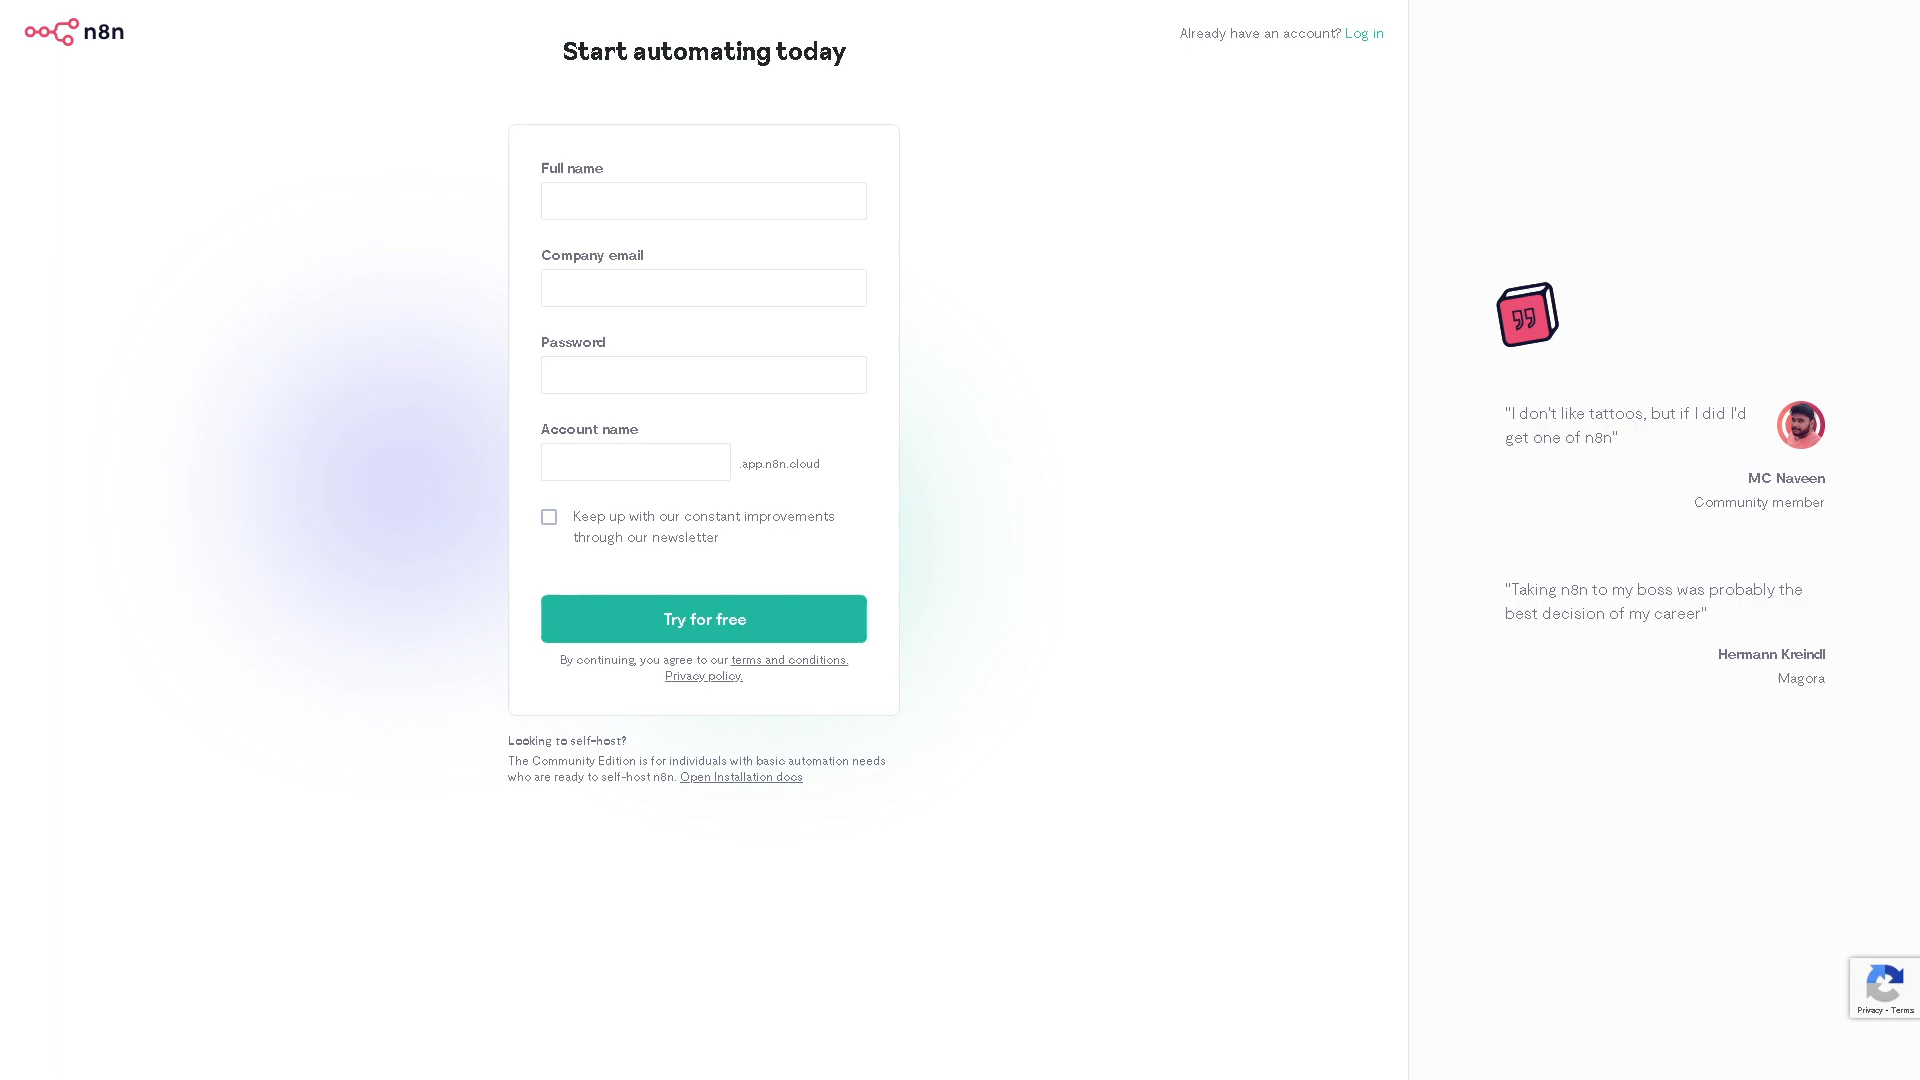 n8n
Start automating today
Already have an account? Log in
Full name
Company email
Password
Account name
.app.n8n.cloud
Keep up with our constant improvements
through our newsletter
Try for free
By continuing, you agree to our terms and conditions.
Privacy policy.
Looking to self-host?
The Community Edition is for individuals with basic automation needs
who are ready to self-host n8n. Open Installation docs
"I don't like tattoos, but if I did I'd
get one of n8n"
MC Naveen
Community member
"Taking n8n to my boss was probably the
best decision of my career"
Hermann Kreindl
Magora
Privacy - Terms